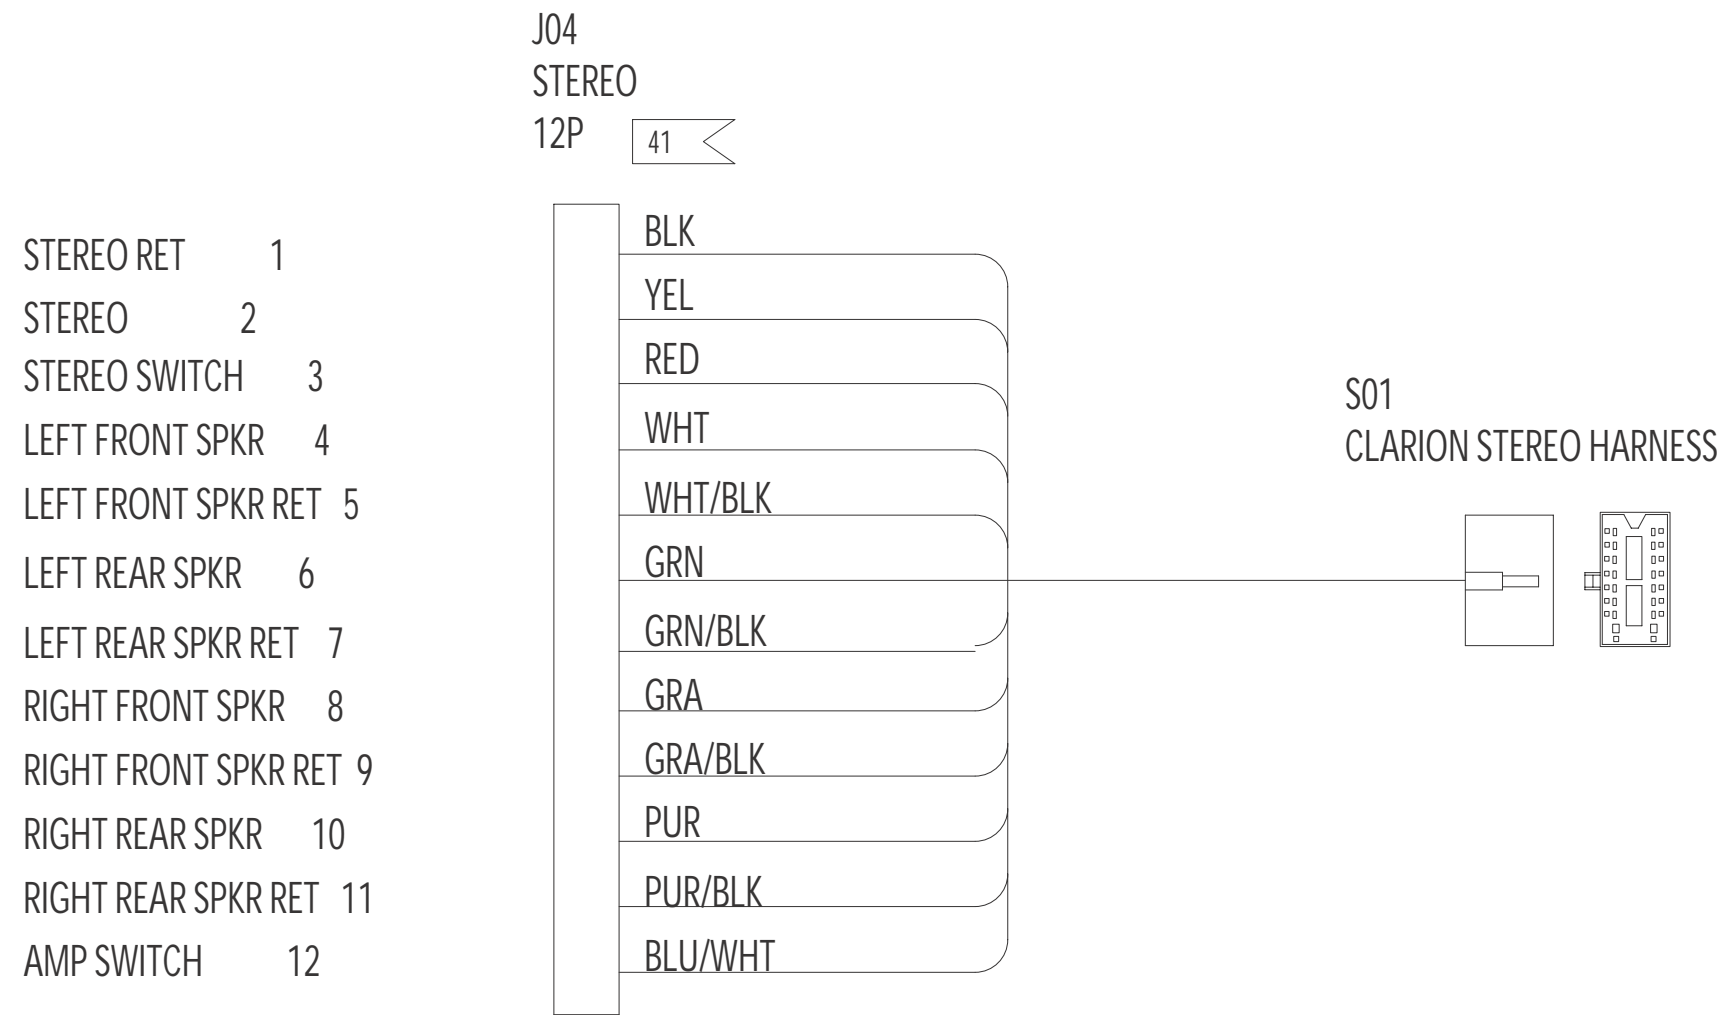 J04
STEREO
12P
41
STEREO RET 1
BLK
STEREO 2
YEL
STEREO SWITCH 3
RED
LEFT FRONT SPKR 4
WHT
LEFT FRONT SPKR RET 5
WHT/BLK
LEFT REAR SPKR 6
GRN
LEFT REAR SPKR RET 7
GRN/BLK
RIGHT FRONT SPKR 8
GRA
RIGHT FRONT SPKR RET 9
GRA/BLK
RIGHT REAR SPKR 10
PUR
RIGHT REAR SPKR RET 11
PUR/BLK
AMP SWITCH 12
BLU/WHT
S01
CLARION STEREO HARNESS